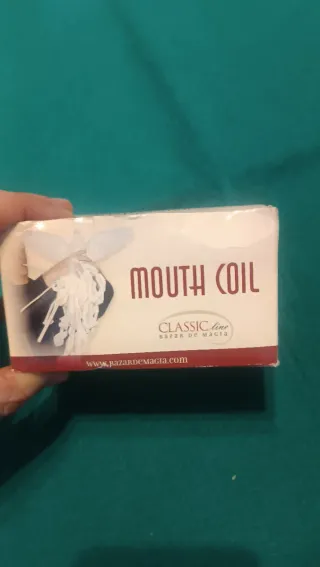 MOUTH COIL
CLASSIC line
BAZAR DE MAGIA
www.BAZARDEMAGIA.com